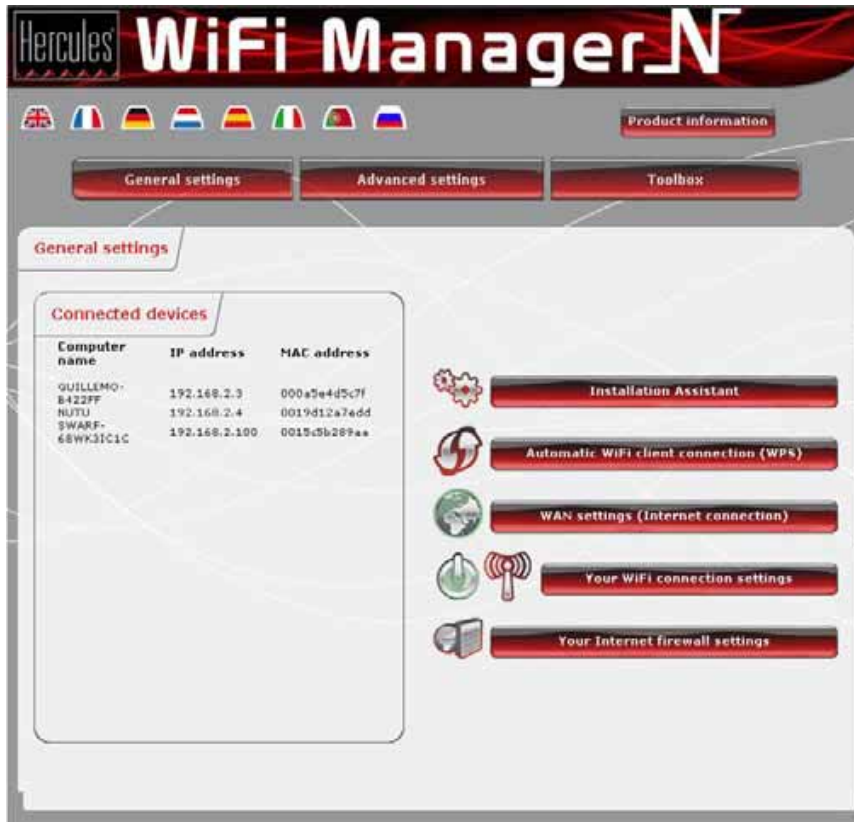 Hercules WiFi Manager N
Product information
General settings Advanced settings Toolbox
General settings
Connected devices
Computer name IP address MAC address
GUILLEMO-B422FF 192.168.2.3 000a5e4d5c7f
NUTU 192.168.2.4 0019d12a7edd
SWARF-68WK3IC1C 192.168.2.100 0015c5b289aa
Installation Assistant
Automatic WiFi client connection (WPS)
WAN settings (Internet connection)
Your WiFi connection settings
Your Internet firewall settings